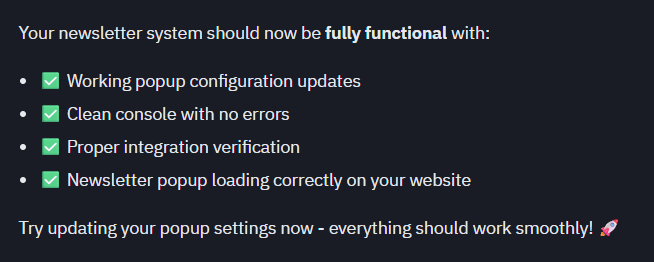 Your newsletter system should now be fully functional with:
• ✅ Working popup configuration updates
• ✅ Clean console with no errors
• ✅ Proper integration verification
• ✅ Newsletter popup loading correctly on your website
Try updating your popup settings now - everything should work smoothly! 🚀